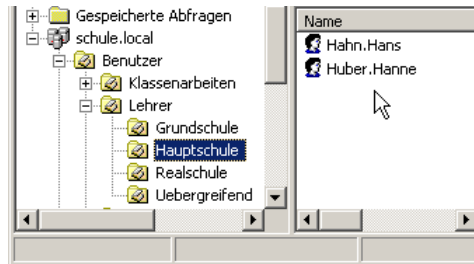 Gespeicherte Abfragen
schule.local
Benutzer
Klassenarbeiten
Lehrer
Grundschule
Hauptschule
Realschule
Uebergreifend
Name
Hahn.Hans
Huber.Hanne